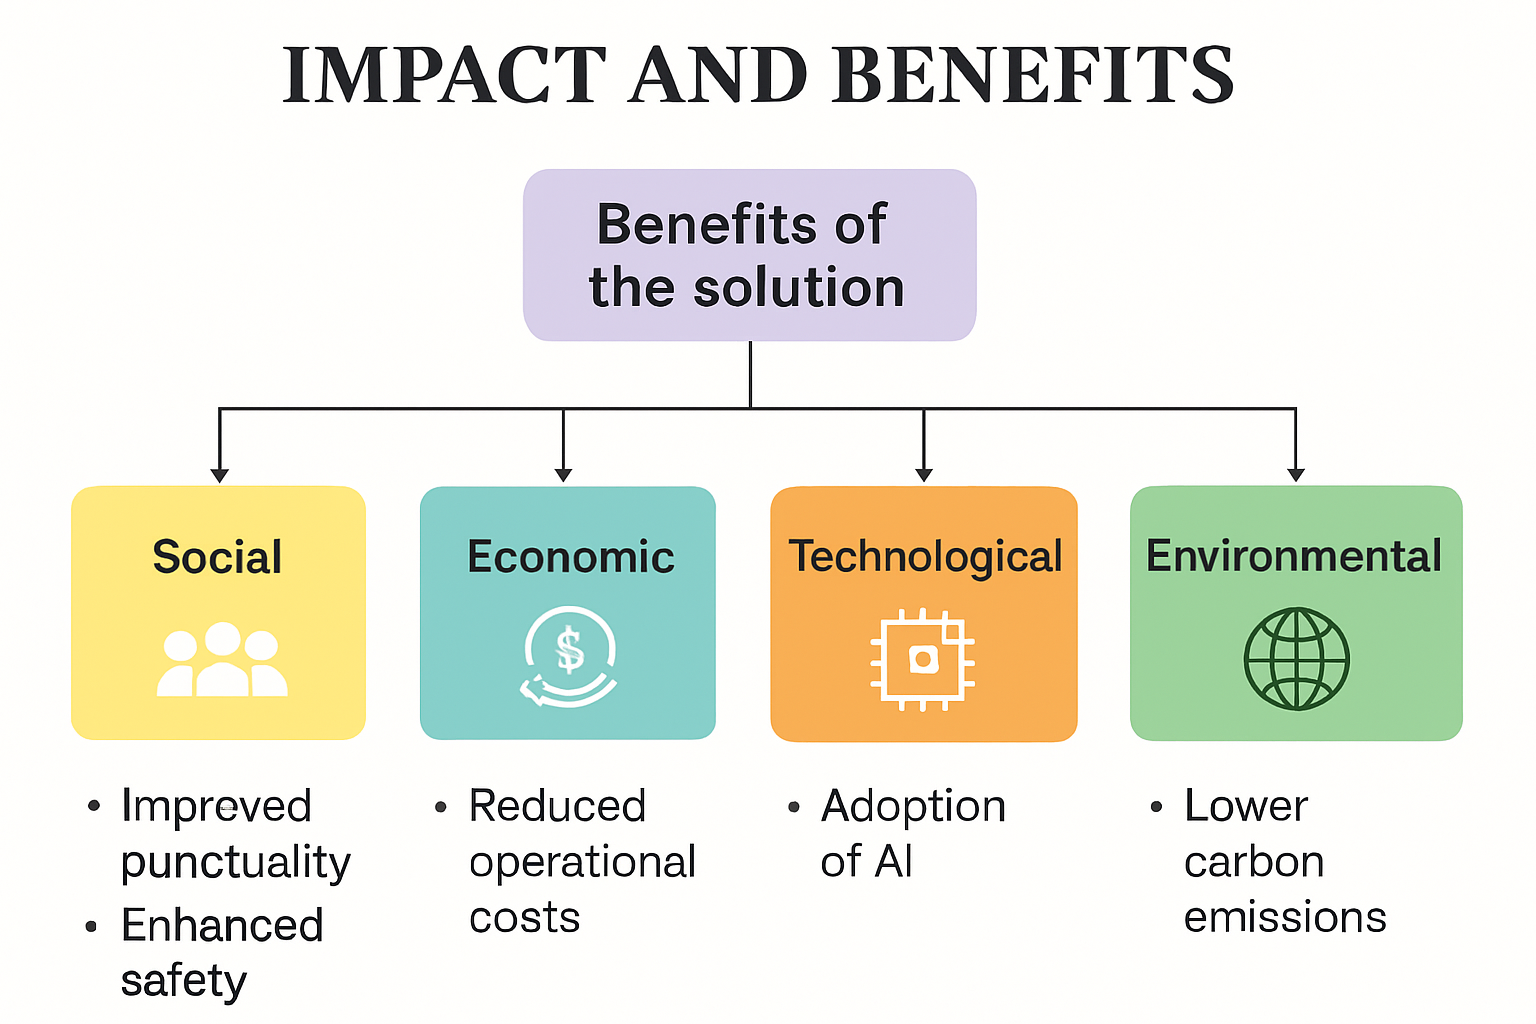 IMPACT AND BENEFITS
Benefits of
the solution
Social
Economic
Technological
Environmental
• Impreved
punctuality
• Enhanced
safety
• Reduced
operational
costs
• Adoption
of AI
• Lower
carbon
emissions